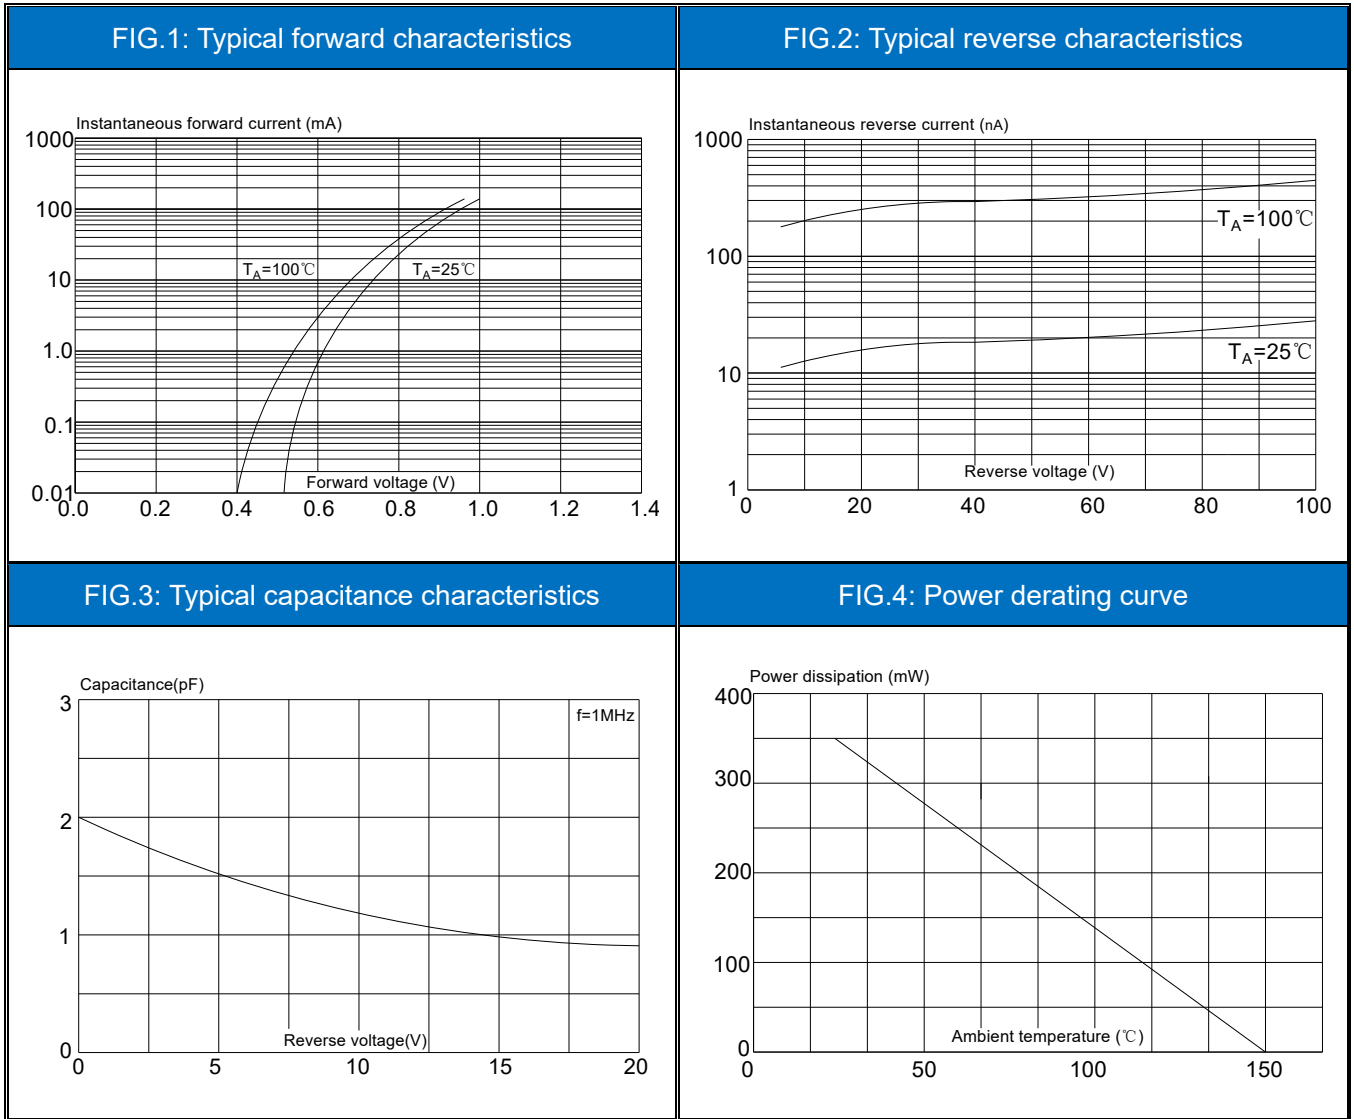 FIG.1: Typical forward characteristics
FIG.2: Typical reverse characteristics
Instantaneous forward current (mA)
1000
100
10
1.0
0.1
0.01
T_A=100℃
T_A=25℃
Forward voltage (V)
0.0 0.2 0.4 0.6 0.8 1.0 1.2 1.4
Instantaneous reverse current (nA)
1000
100
10
1
T_A=100℃
T_A=25℃
Reverse voltage (V)
0 20 40 60 80 100
FIG.3: Typical capacitance characteristics
FIG.4: Power derating curve
Capacitance(pF)
3
2
1
0
f=1MHz
Reverse voltage(V)
0 5 10 15 20
Power dissipation (mW)
400
300
200
100
0
Ambient temperature (℃)
0 50 100 150